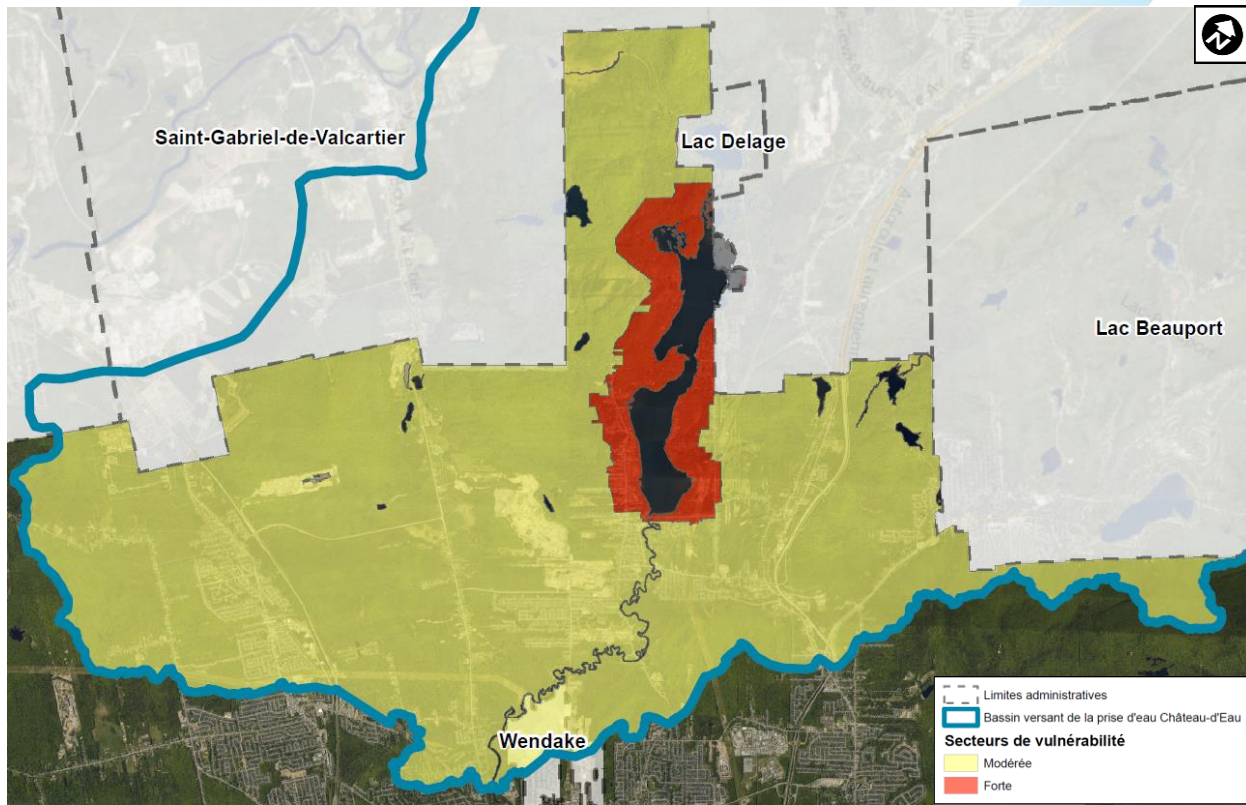 N
Saint-Gabriel-de-Valcartier
Lac Delage
Lac Beauport
Wendake
Limites administratives
Bassin versant de la prise d'eau Château-d'Eau
Secteurs de vulnérabilité
Modérée
Forte